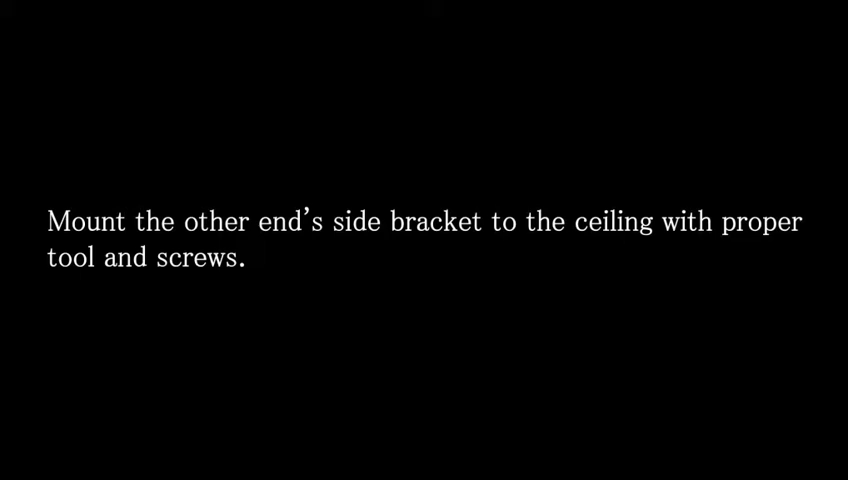 Mount the other end's side bracket to the ceiling with proper
tool and screws.